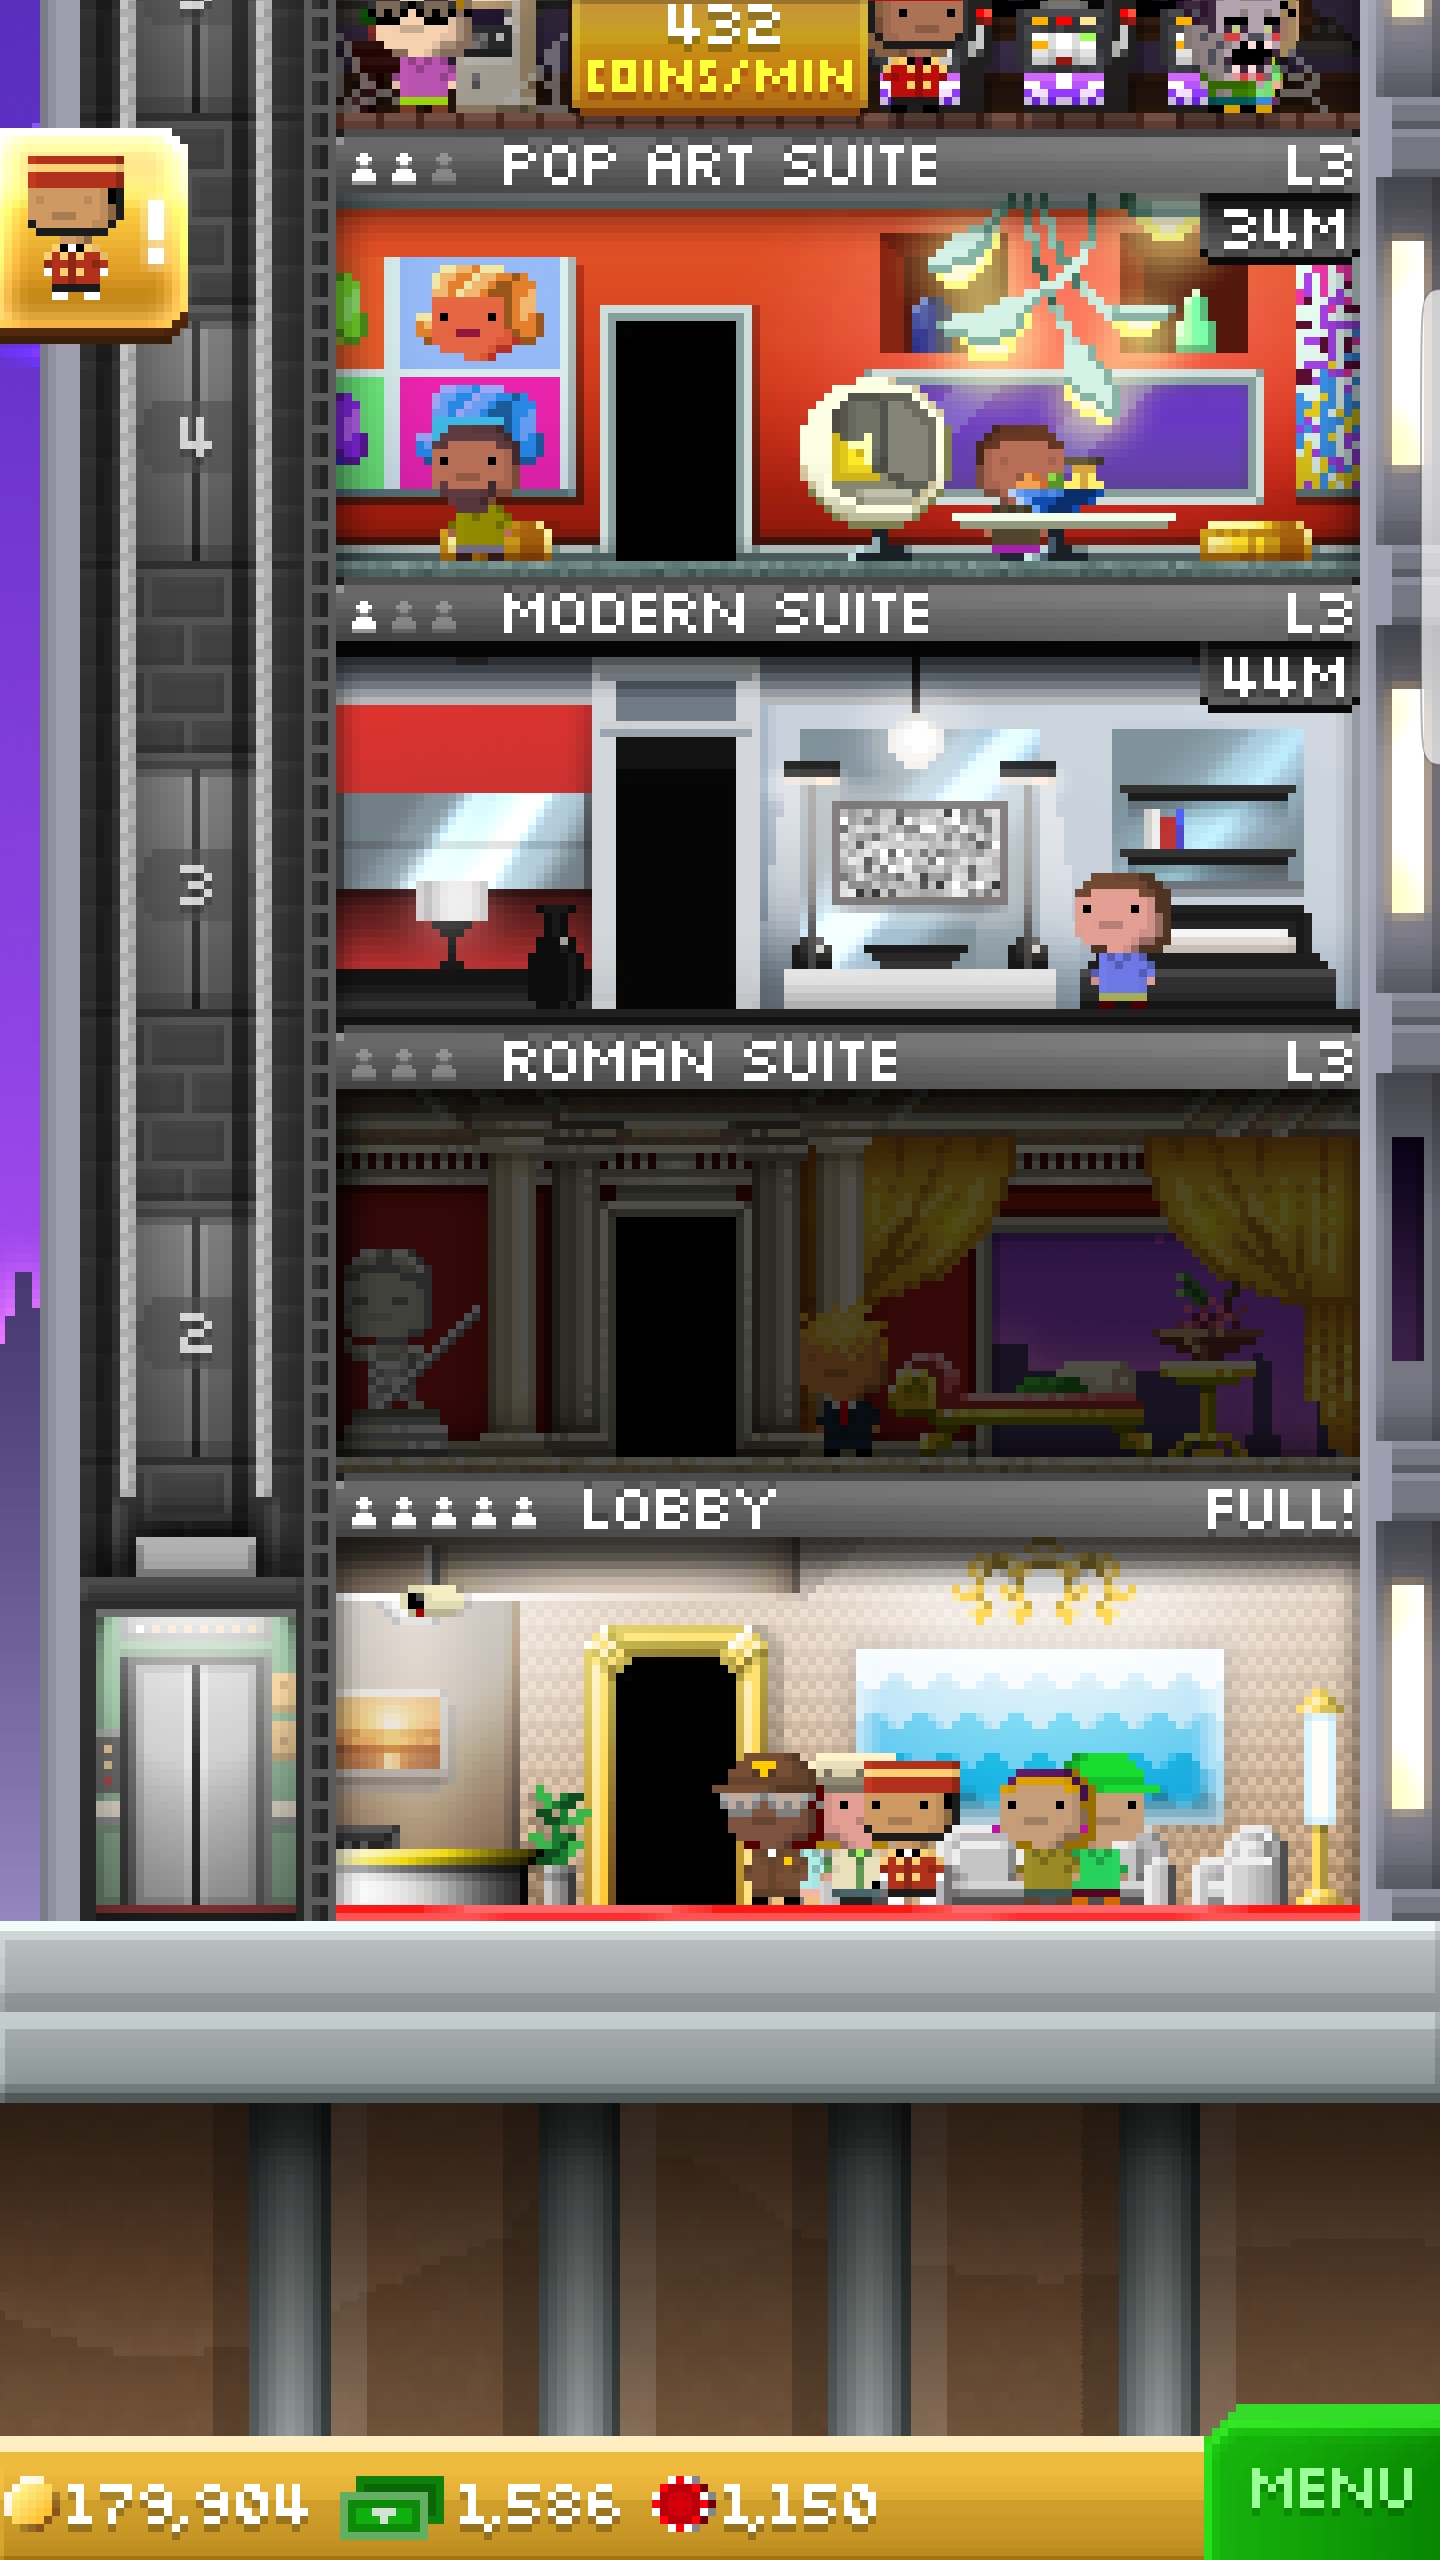 432
COINS/MIN
POP ART SUITE L3
34M
4
MODERN SUITE L3
44M
3
ROMAN SUITE L3
2
LOBBY FULL!
179,904 1,586 1,150
MENU